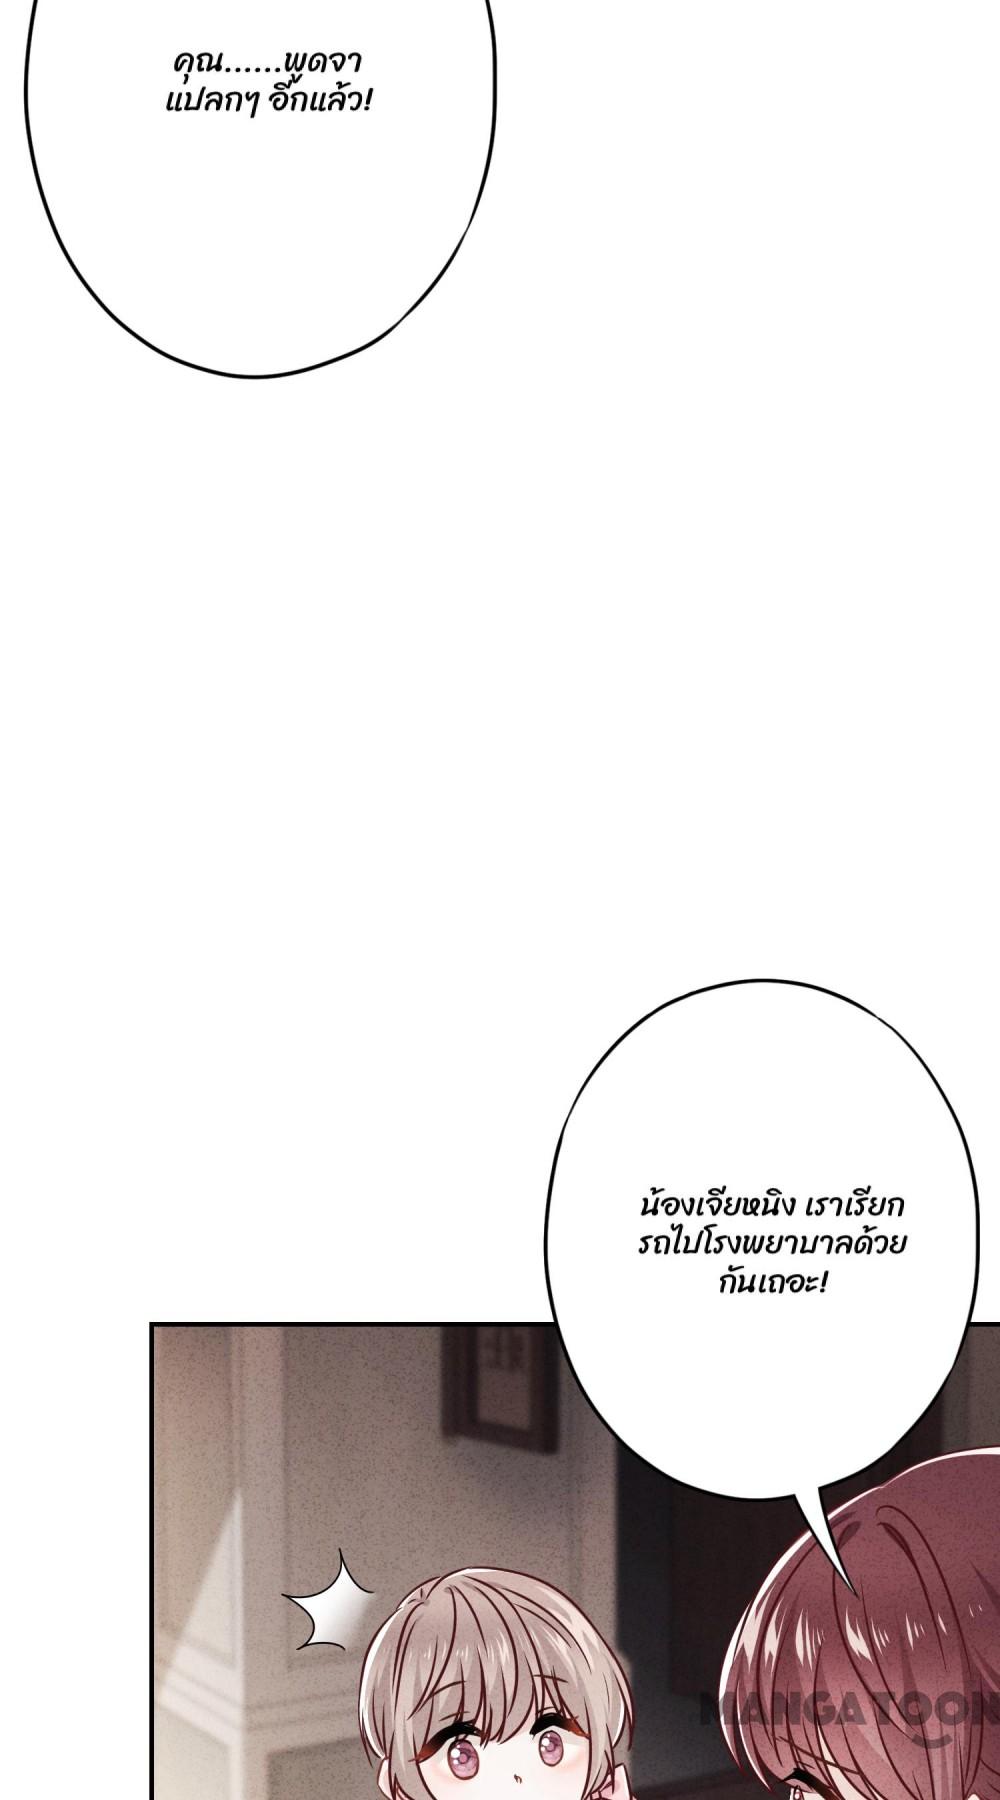 คุณ......พูดจา
แปลกๆ อีกแล้ว!
น้องเจียหนิง เราเรียก
รถไปโรงพยาบาลด้วย
กันเถอะ!
MANGATOON